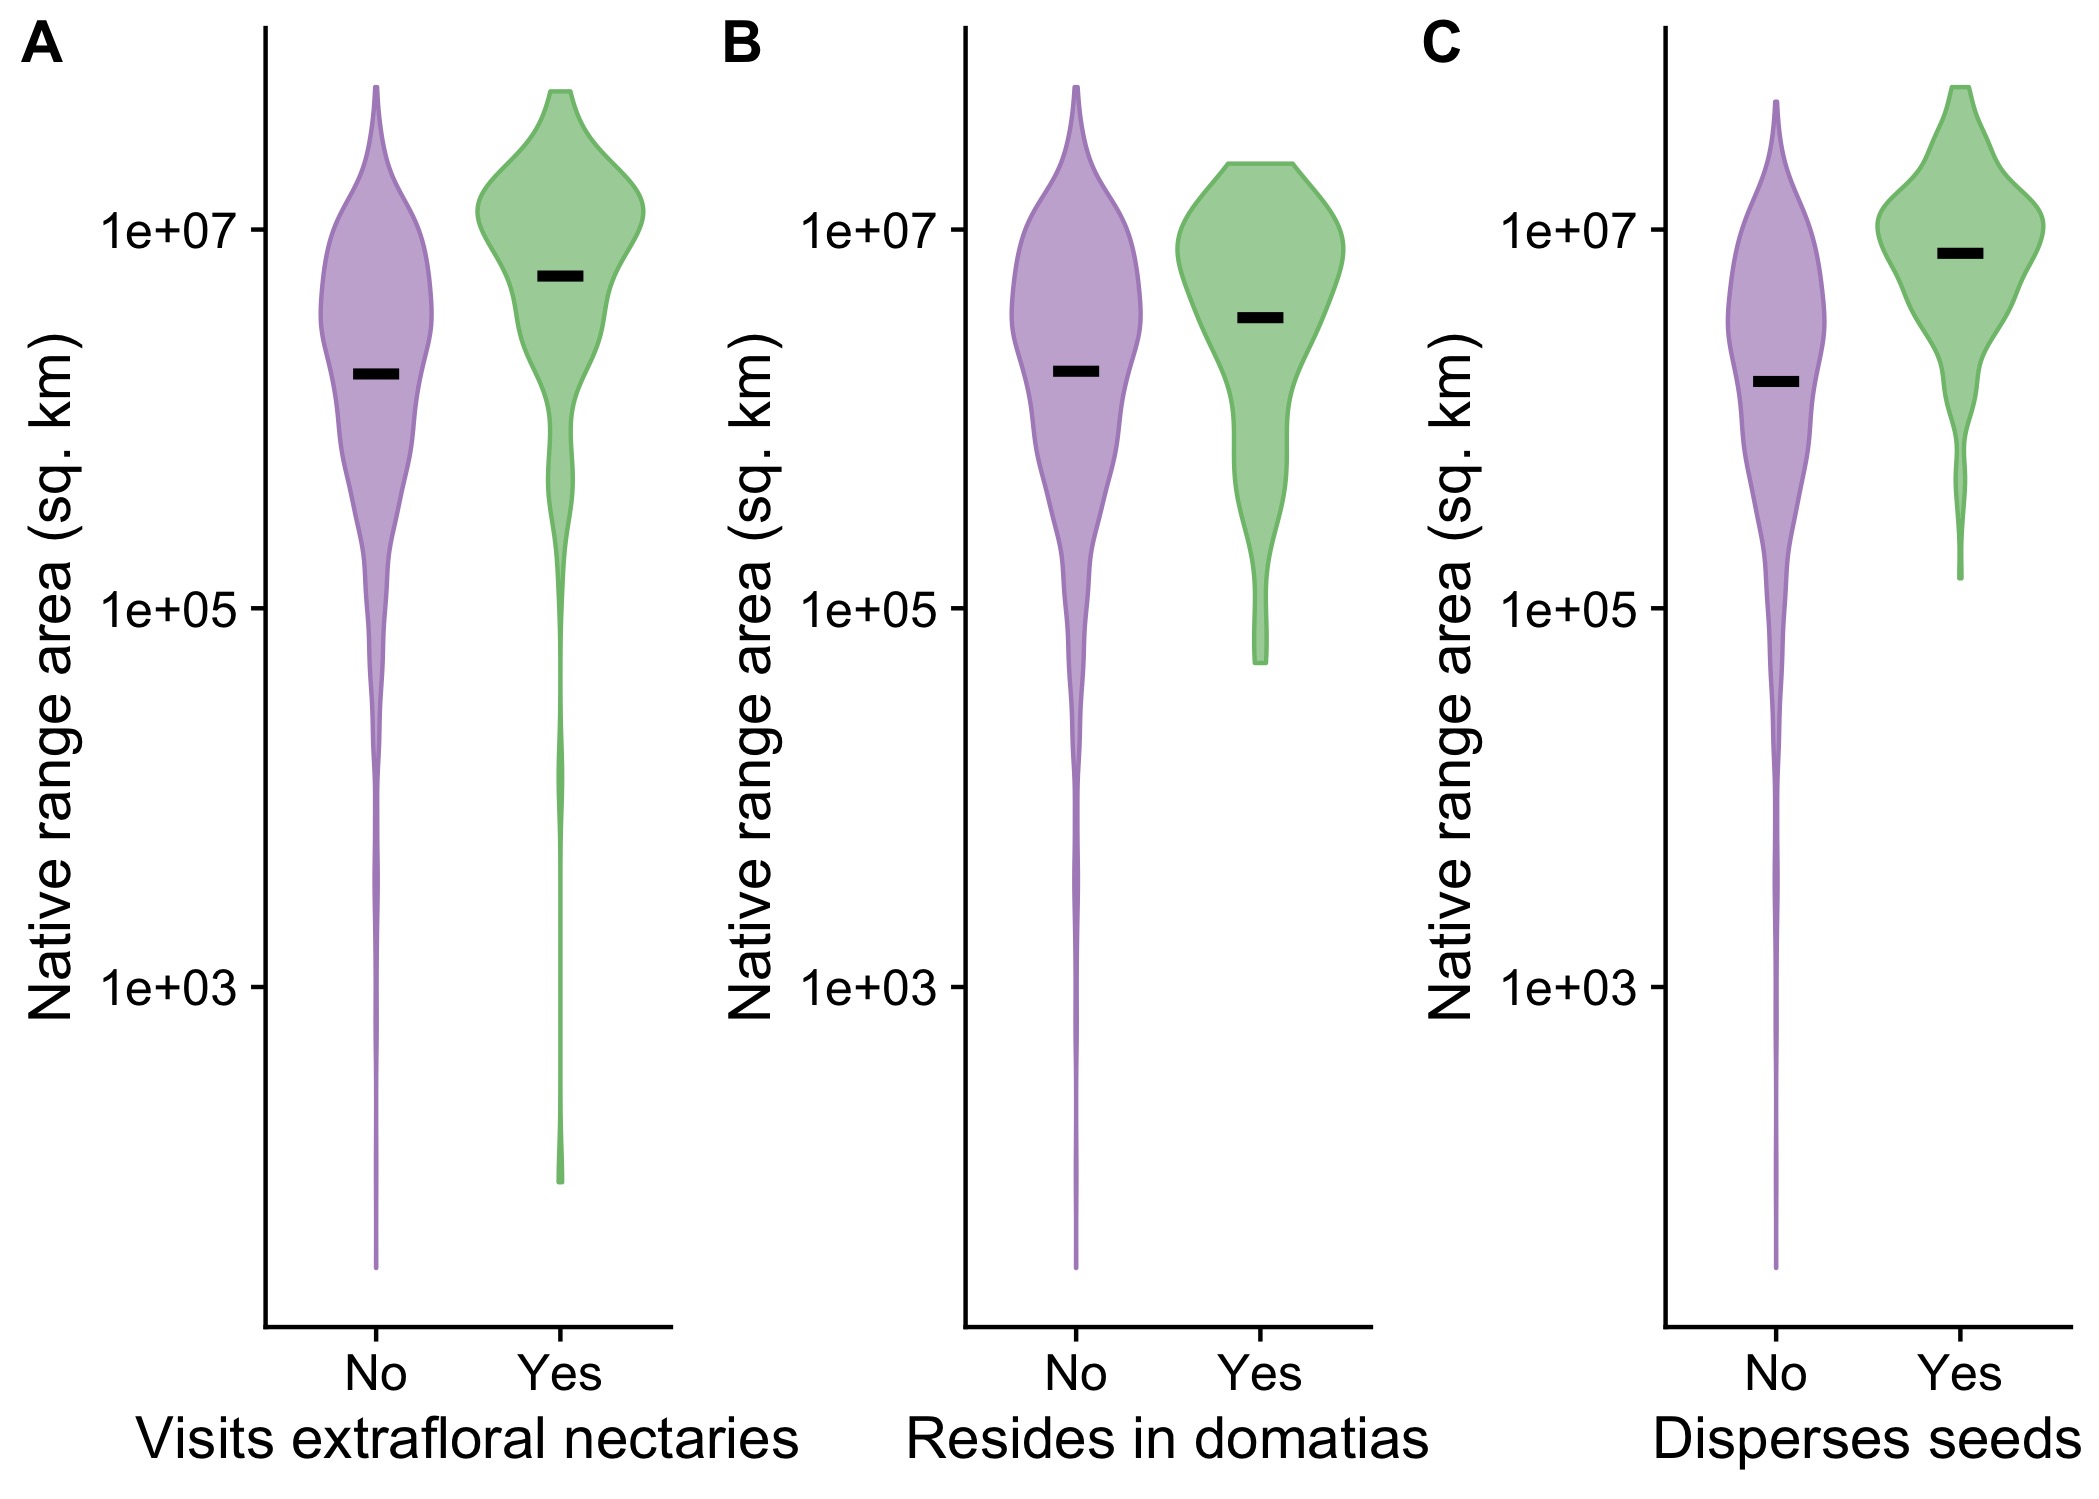 A
Native range area (sq. km)
1e+07
1e+05
1e+03
No
Yes
Visits extrafloral nectaries
B
Native range area (sq. km)
1e+07
1e+05
1e+03
No
Yes
Resides in domatias
C
Native range area (sq. km)
1e+07
1e+05
1e+03
No
Yes
Disperses seeds